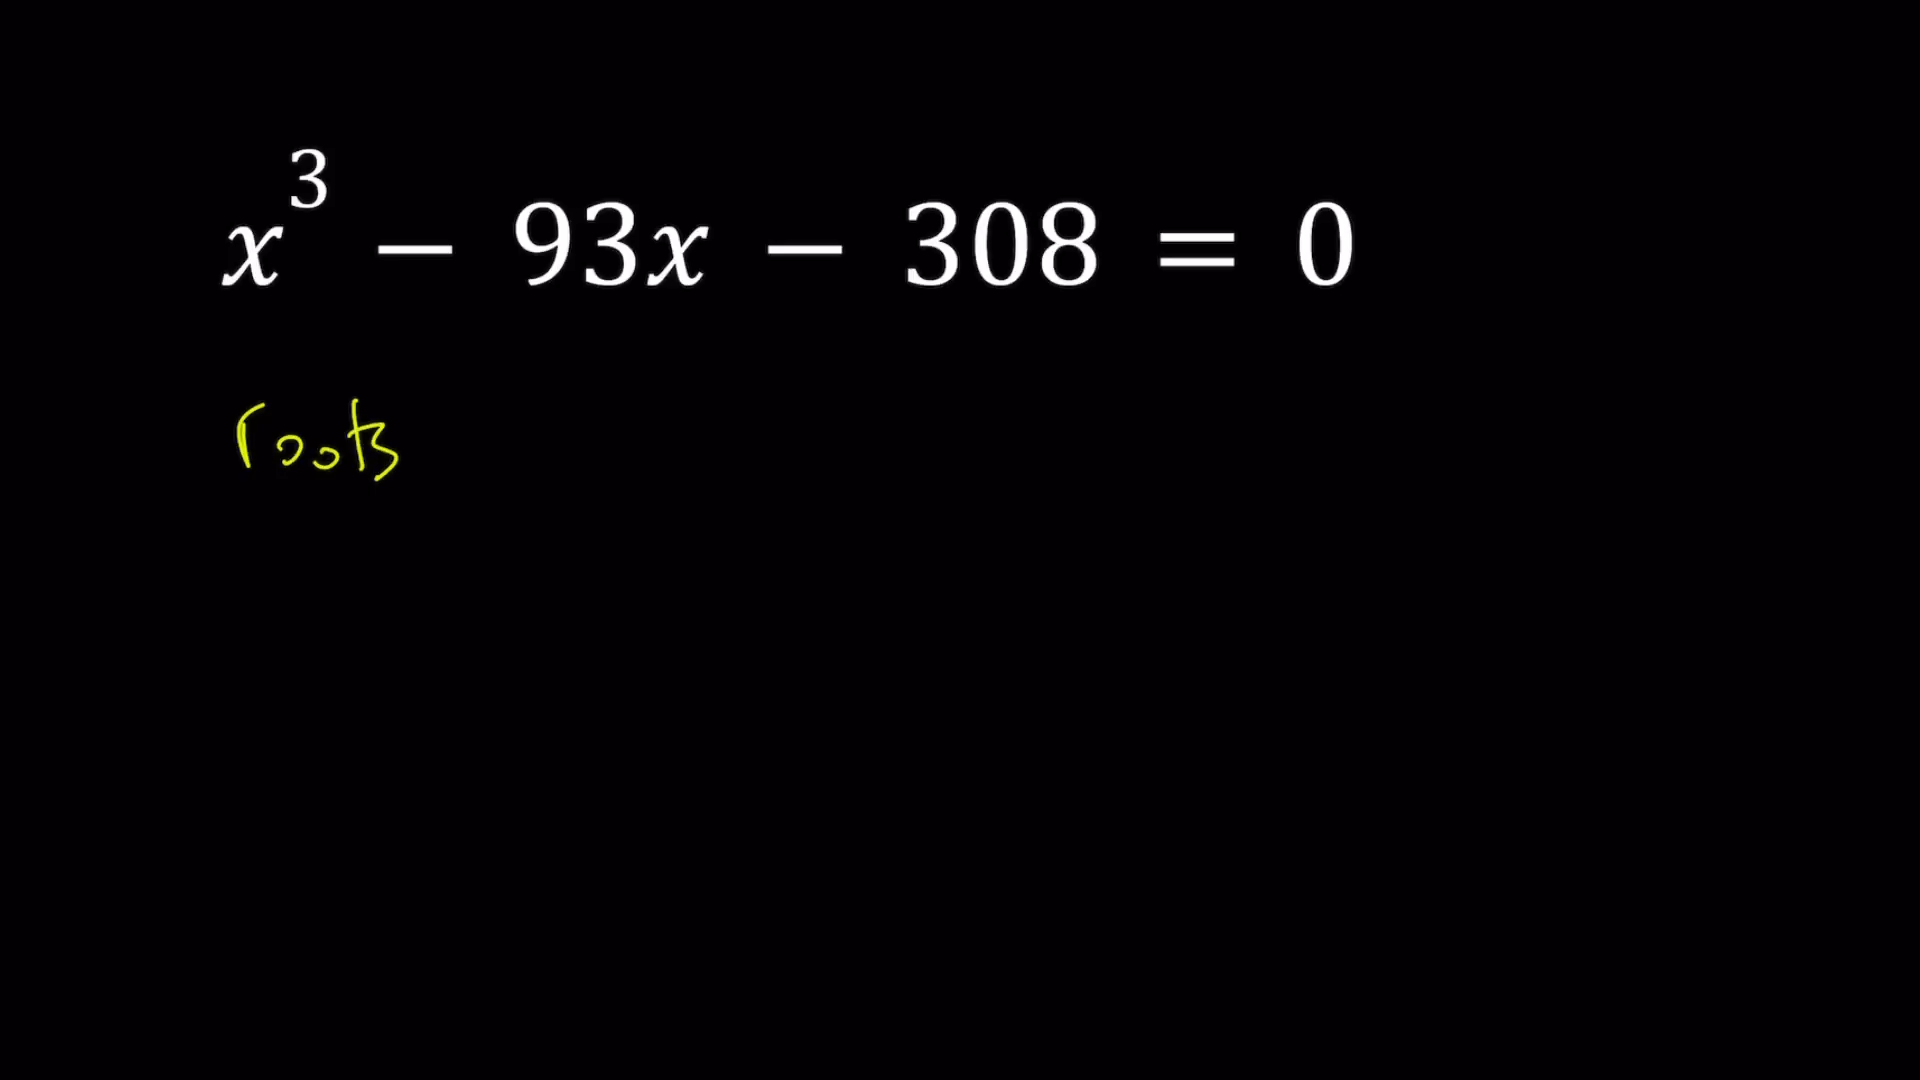 x³ − 93x − 308 = 0
roots